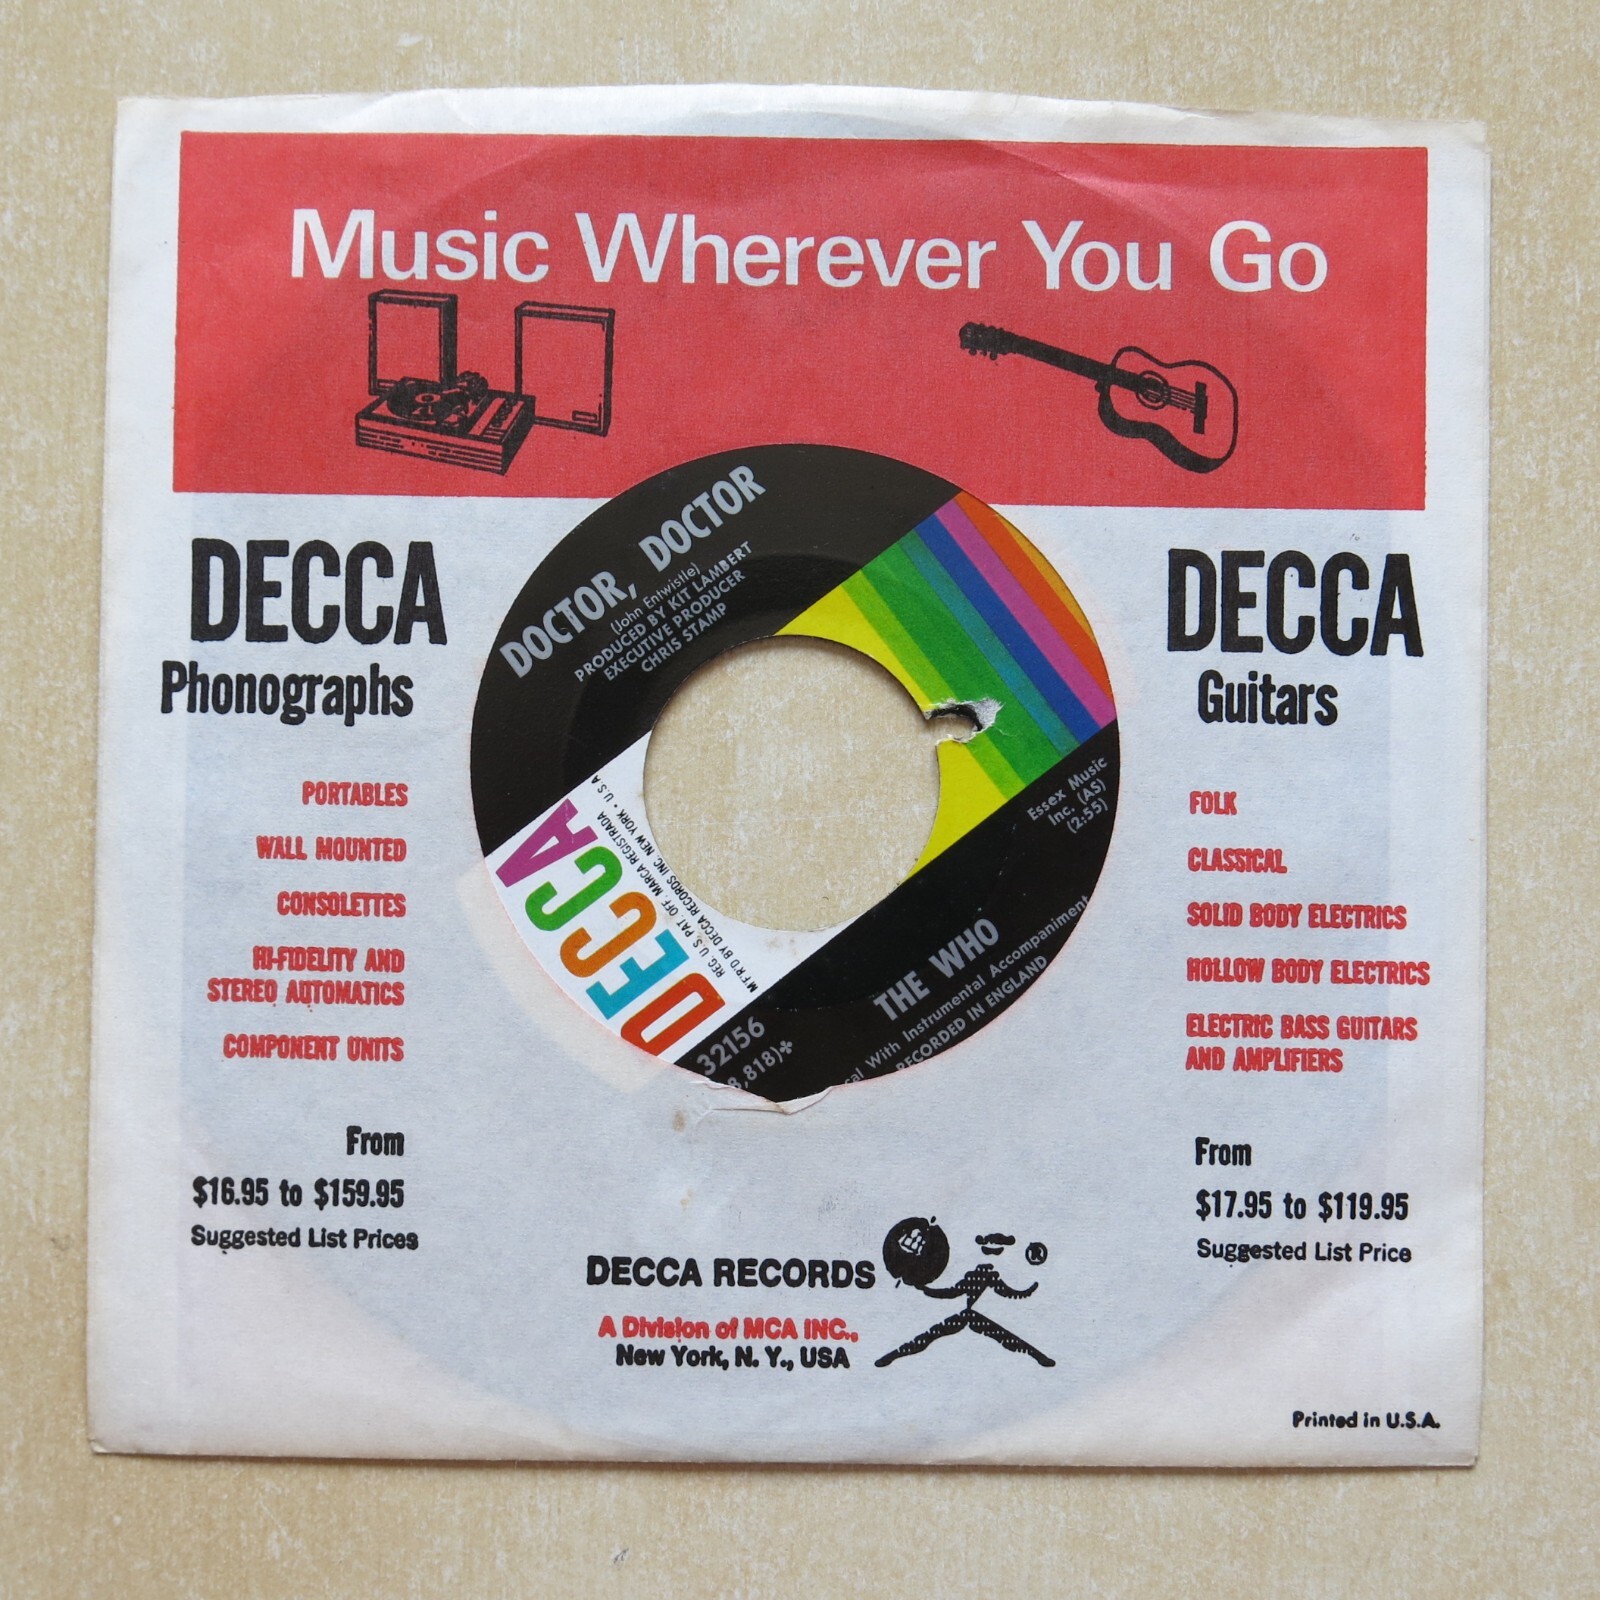 Music Wherever You Go
DECCA
Phonographs
PORTABLES
WALL MOUNTED
CONSOLETTES
HI-FIDELITY AND
STEREO AUTOMATICS
COMPONENT UNITS
From
$16.95 to $159.95
Suggested List Prices
DOCTOR, DOCTOR
(John Entwistle)
PRODUCED BY KIT LAMBERT
EXECUTIVE PRODUCER
CHRIS STAMP
DECCA
REG. U.S. PAT. OFF. MARCA REGISTRADA
M'F'R'D BY DECCA RECORDS INC. NEW YORK • U.S.A
Essex Music
Inc. (AS)
(2:55)
THE WHO
With Instrumental Accompaniment
RECORDED IN ENGLAND
32156
8,818)
DECCA
Guitars
FOLK
CLASSICAL
SOLID BODY ELECTRICS
HOLLOW BODY ELECTRICS
ELECTRIC BASS GUITARS
AND AMPLIFIERS
From
$17.95 to $119.95
Suggested List Price
DECCA RECORDS
®
A Division of MCA INC.,
New York, N. Y., USA
Printed in U.S.A.